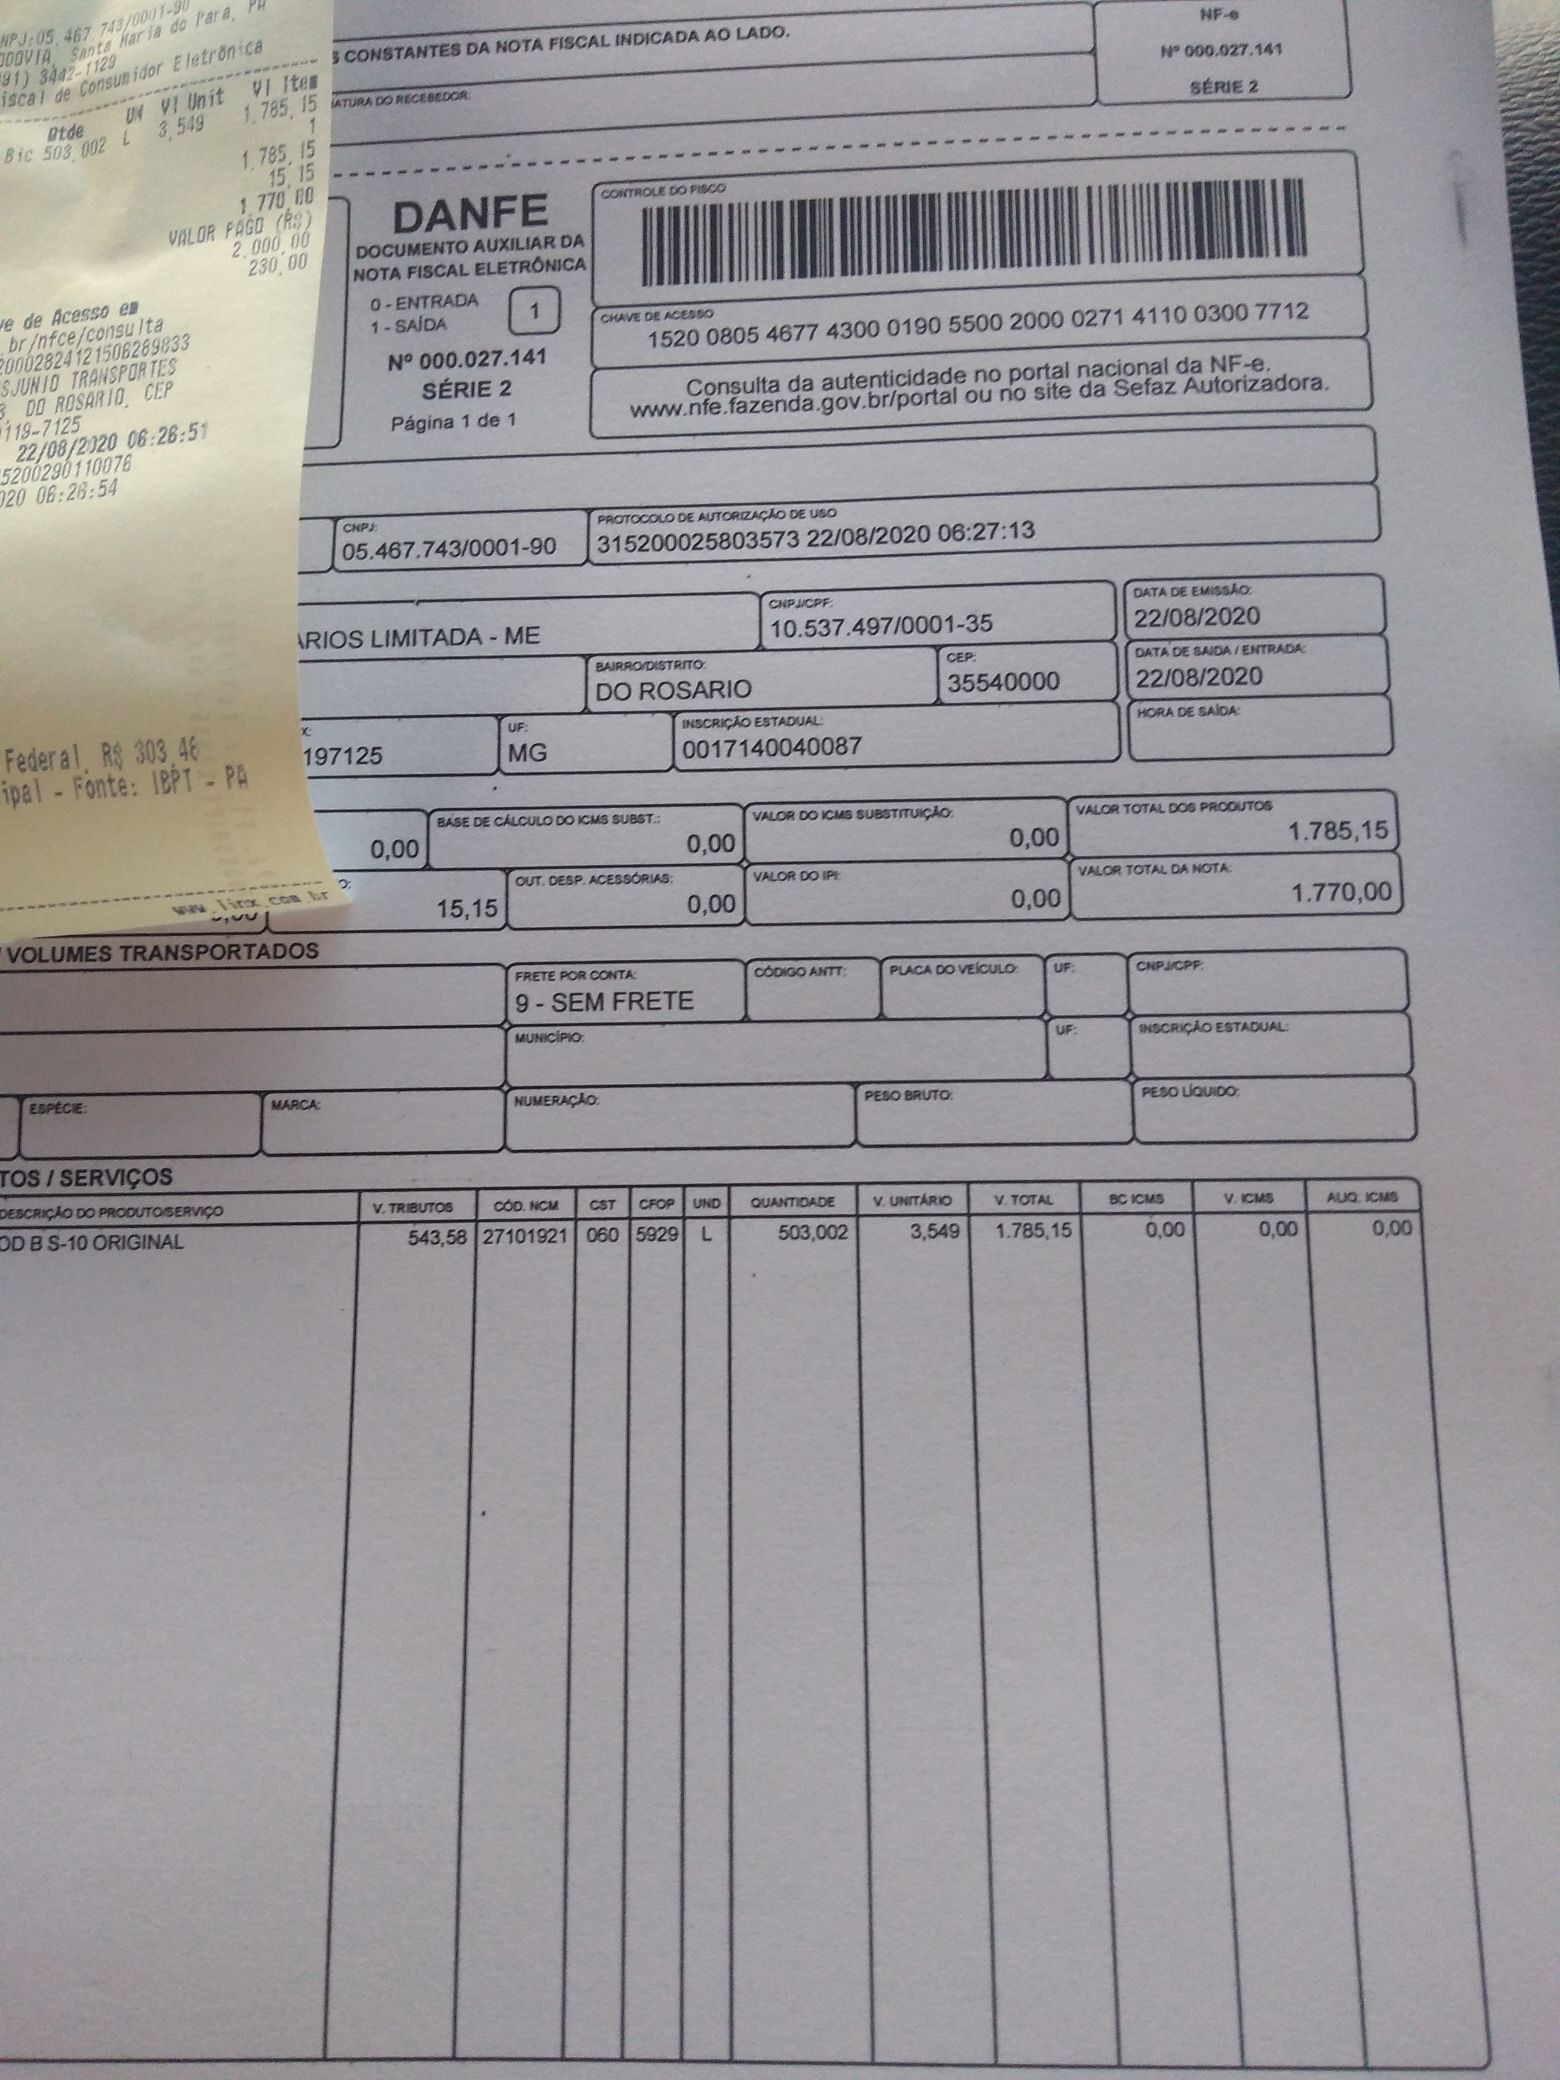 CNPJ:05.467.743/0001-90
Santa Maria do Para, PA
(91) 3442-1129
Fiscal de Consumidor Eletrônica
Qtde UN Vl Unit Vl Item
Bic 503,002 L 3,549 1.785,15
1
1.785,15
15,15
1.770,00
VALOR PAGO (R$)
2.000,00
230,00
ve de Acesso em
br/nfce/consulta
20002824121506289833
JUNIO TRANSPORTES
DO ROSARIO, CEP
119-7125
22/08/2020 06:26:51
5200290110076
020 06:26:54
Federal, R$ 303,46
ipal - Fonte: IBPT - PA
www.linx.com.br
S CONSTANTES DA NOTA FISCAL INDICADA AO LADO.
NATURA DO RECEBEDOR:
NF-e
Nº 000.027.141
SÉRIE 2
DANFE
DOCUMENTO AUXILIAR DA
NOTA FISCAL ELETRÔNICA
0 - ENTRADA
1 - SAÍDA
1
Nº 000.027.141
SÉRIE 2
Página 1 de 1
CONTROLE DO FISCO
CHAVE DE ACESSO
1520 0805 4677 4300 0190 5500 2000 0271 4110 0300 7712
Consulta da autenticidade no portal nacional da NF-e.
www.nfe.fazenda.gov.br/portal ou no site da Sefaz Autorizadora.
CNPJ:
05.467.743/0001-90
PROTOCOLO DE AUTORIZAÇÃO DE USO
315200025803573 22/08/2020 06:27:13
ARIOS LIMITADA - ME
CNPJ/CPF:
10.537.497/0001-35
DATA DE EMISSÃO:
22/08/2020
BAIRRO/DISTRITO:
DO ROSARIO
CEP:
35540000
DATA DE SAIDA / ENTRADA:
22/08/2020
197125
UF:
MG
INSCRIÇÃO ESTADUAL:
0017140040087
HORA DE SAÍDA:
0,00
BASE DE CÁLCULO DO ICMS SUBST.:
0,00
VALOR DO ICMS SUBSTITUIÇÃO:
0,00
VALOR TOTAL DOS PRODUTOS
1.785,15
O:
15,15
OUT. DESP. ACESSÓRIAS:
0,00
VALOR DO IPI:
0,00
VALOR TOTAL DA NOTA:
1.770,00
/ VOLUMES TRANSPORTADOS
FRETE POR CONTA:
9 - SEM FRETE
CÓDIGO ANTT:
PLACA DO VEÍCULO:
UF:
CNPJ/CPF:
MUNICÍPIO:
UF:
INSCRIÇÃO ESTADUAL:
ESPÉCIE:
MARCA:
NUMERAÇÃO:
PESO BRUTO:
PESO LÍQUIDO:
TOS / SERVIÇOS
DESCRIÇÃO DO PRODUTO/SERVIÇO V. TRIBUTOS CÓD. NCM CST CFOP UND QUANTIDADE V. UNITÁRIO V. TOTAL BC ICMS V. ICMS ALIQ. ICMS
OD B S-10 ORIGINAL 543,58 27101921 060 5929 L 503,002 3,549 1.785,15 0,00 0,00 0,00